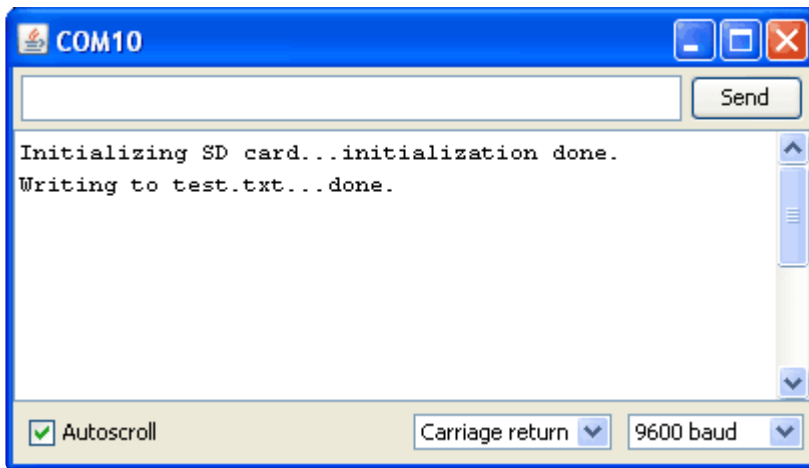 COM10
Send
Initializing SD card...initialization done.
Writing to test.txt...done.
Autoscroll
Carriage return
9600 baud